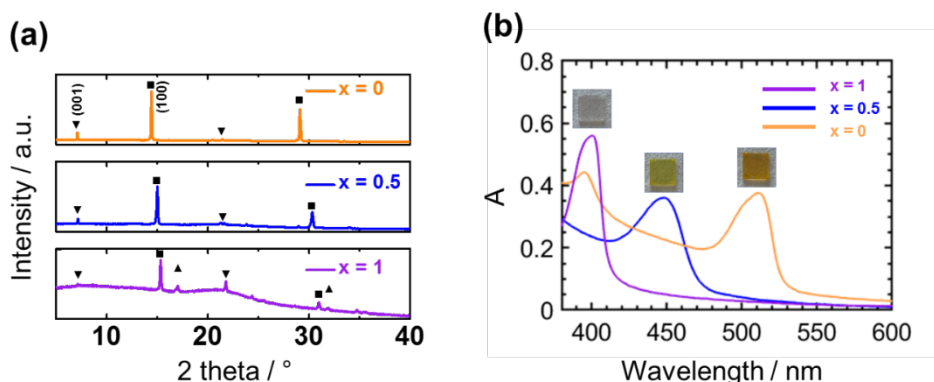 (a)
Intensity / a.u.
(001)
(100)
x = 0
x = 0.5
x = 1
10 20 30 40
2 theta / °
(b)
A
0.8
0.6
0.4
0.2
0
x = 1
x = 0.5
x = 0
400 450 500 550 600
Wavelength / nm